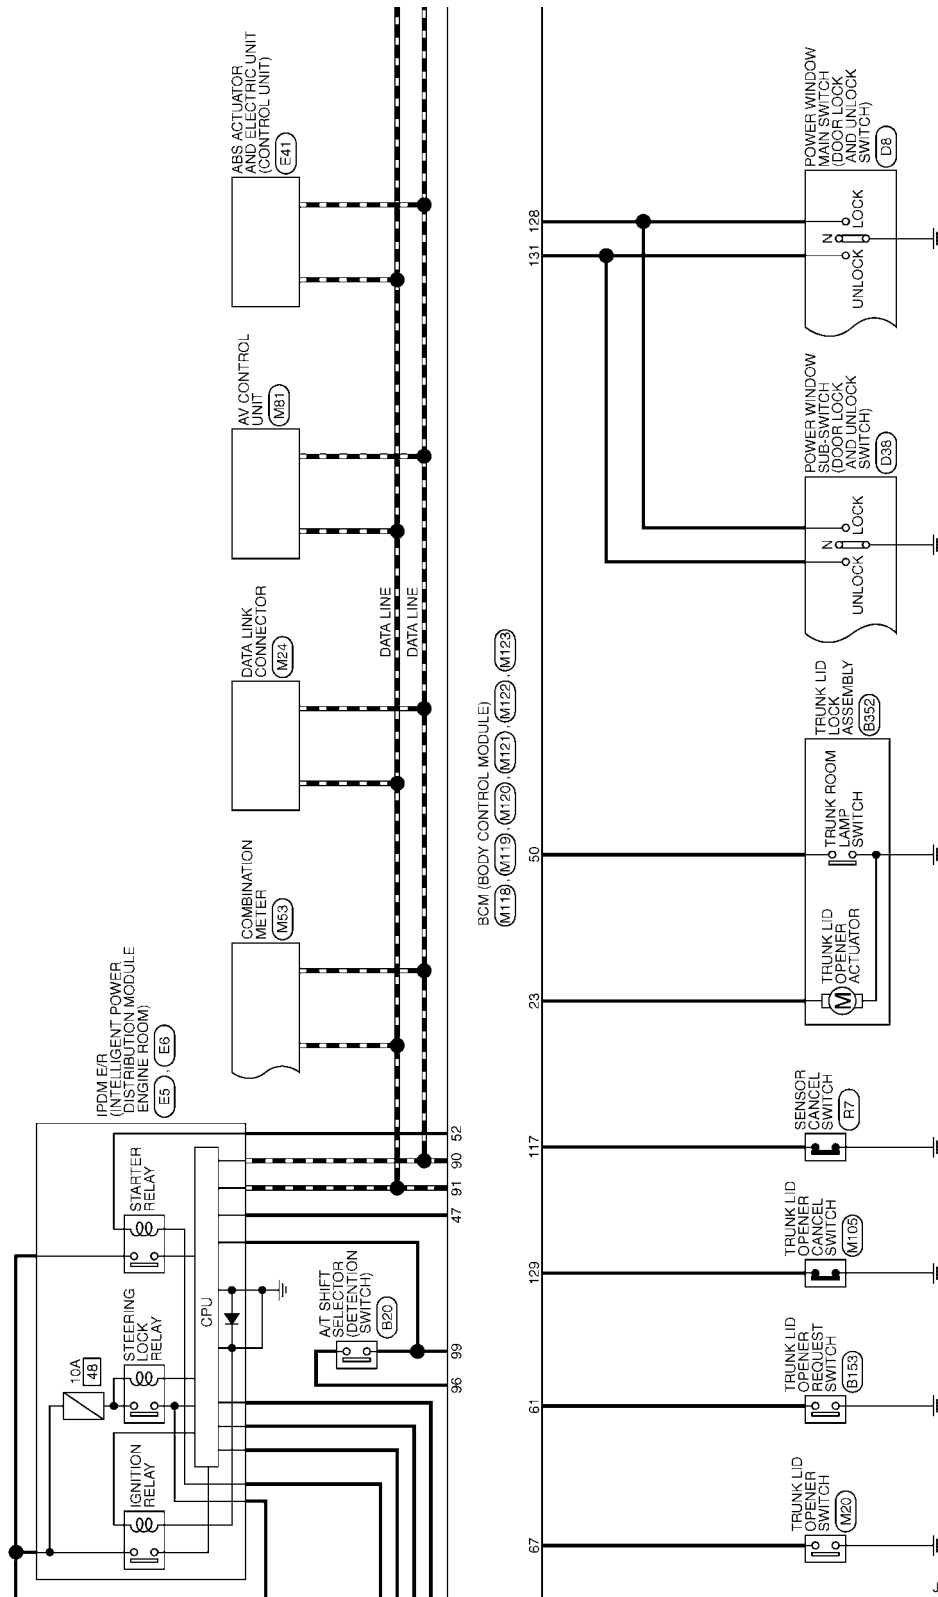 ABS ACTUATOR
AND ELECTRIC UNIT
(CONTROL UNIT)
E41
AV CONTROL
UNIT
M81
DATA LINK
CONNECTOR
M24
DATA LINE
DATA LINE
COMBINATION
METER
M53
IPDM E/R
(INTELLIGENT POWER
DISTRIBUTION MODULE
ENGINE ROOM)
E5 , E6
STARTER
RELAY
STEERING
LOCK
RELAY
10A
48
IGNITION
RELAY
CPU
A/T SHIFT
SELECTOR
(DETENTION
SWITCH)
B20
52
90
91
47
99
96
BCM (BODY CONTROL MODULE)
M118 , M119 , M120 , M121 , M122 , M123
128
131
50
23
117
129
61
67
POWER WINDOW
MAIN SWITCH
(DOOR LOCK
AND UNLOCK
SWITCH)
D8
LOCK
N
UNLOCK
POWER WINDOW
SUB-SWITCH
(DOOR LOCK
AND UNLOCK
SWITCH)
D38
LOCK
N
UNLOCK
TRUNK LID
LOCK
ASSEMBLY
B352
TRUNK ROOM
LAMP
SWITCH
TRUNK LID
OPENER
ACTUATOR
M
SENSOR
CANCEL
SWITCH
R7
TRUNK LID
OPENER
CANCEL
SWITCH
M105
TRUNK LID
OPENER
REQUEST
SWITCH
B153
TRUNK LID
OPENER
SWITCH
M20
J